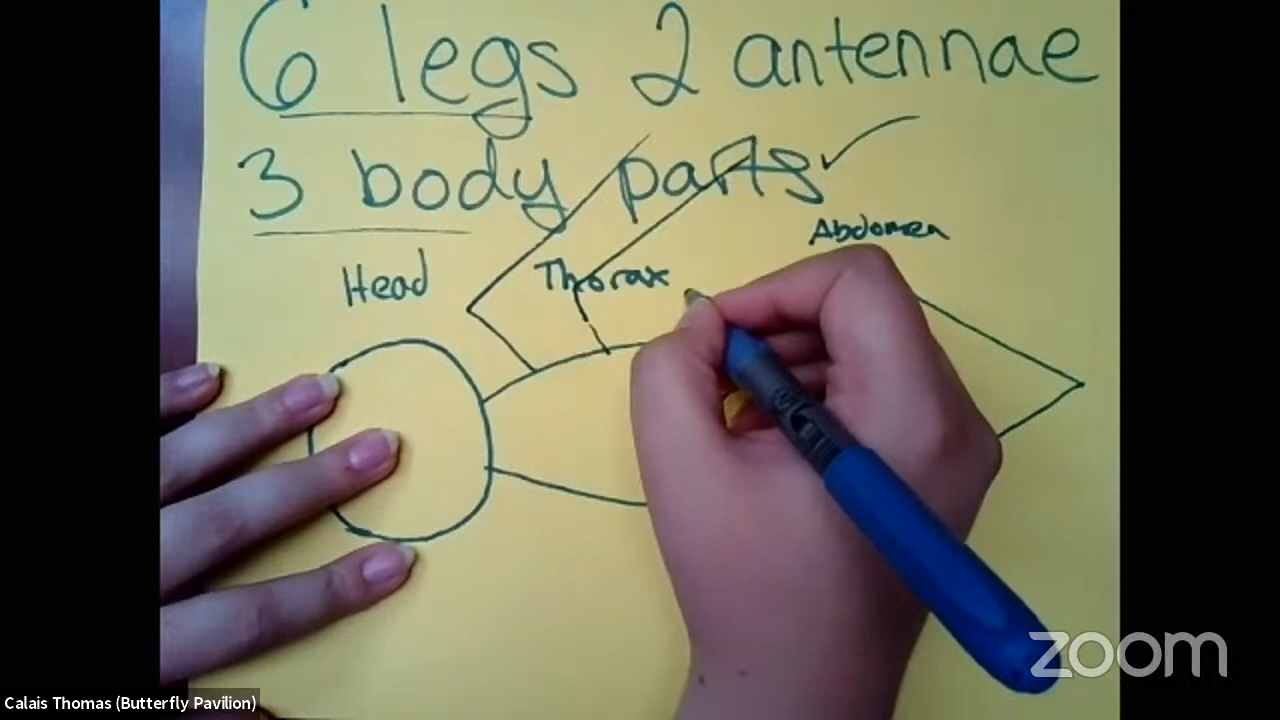 6 legs 2 antennae
3 body parts
Abdomen
Head
Thorax
zoom
Calais Thomas (Butterfly Pavilion)